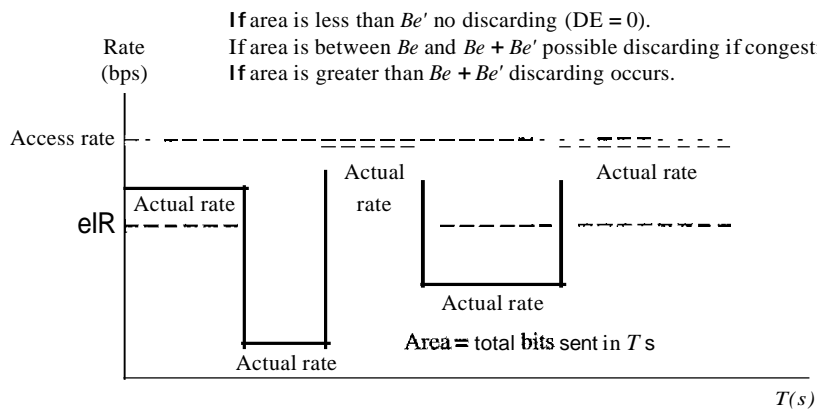 If area is less than Be' no discarding (DE = 0).
If area is between Be and Be + Be' possible discarding if congest
If area is greater than Be + Be' discarding occurs.
Rate
(bps)
Access rate
Actual
rate
Actual rate
Actual rate
eIR
Actual rate
Area = total bits sent in T s
Actual rate
T(s)